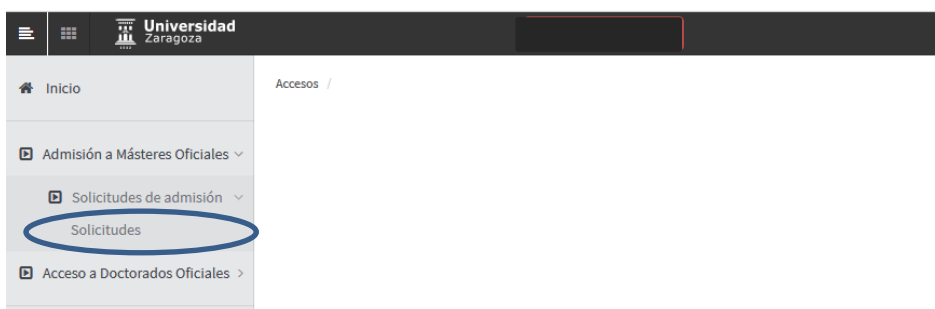 Universidad
Zaragoza
Inicio
Accesos /
Admisión a Másteres Oficiales
Solicitudes de admisión
Solicitudes
Acceso a Doctorados Oficiales